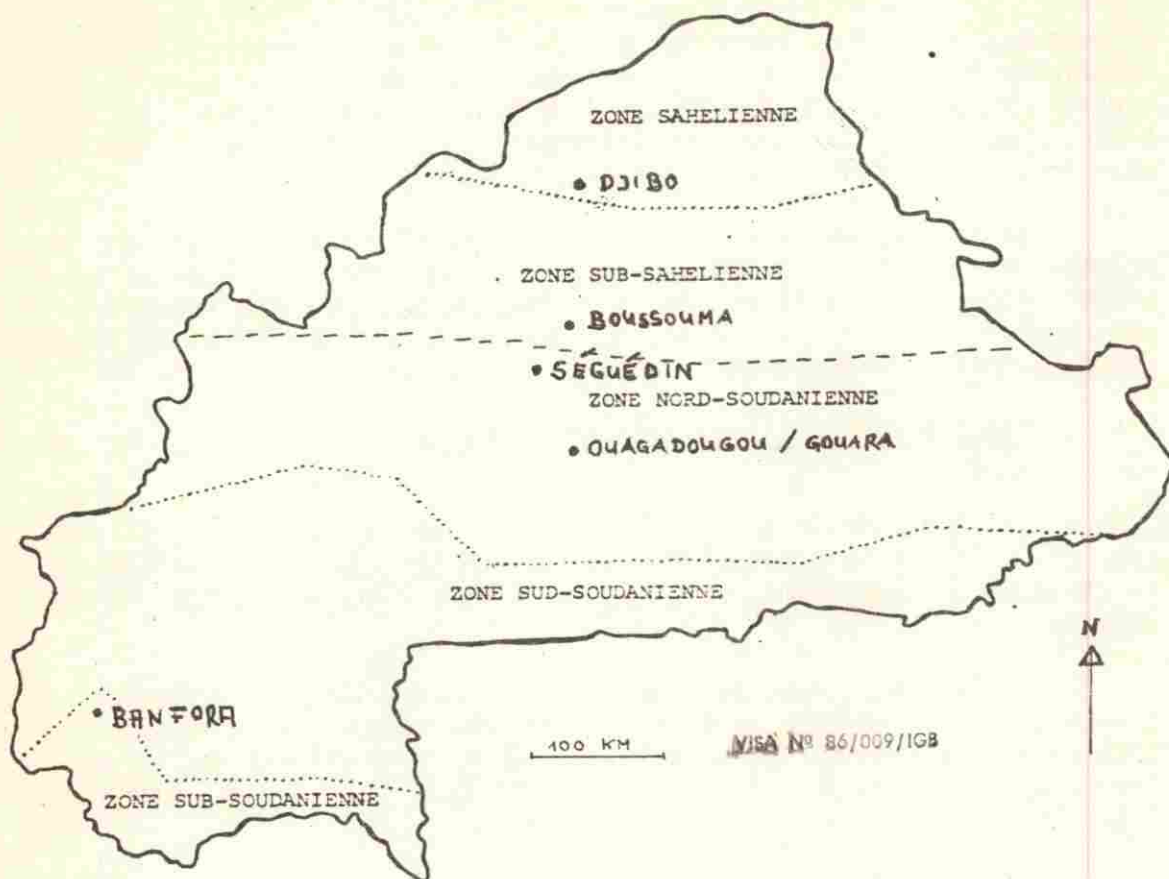 ZONE SAHELIENNE
DJIBO
ZONE SUB-SAHELIENNE
BOUSSOUMA
SÉGUÉDIN
ZONE NORD-SOUDANIENNE
OUAGADOUGOU / GOUARA
ZONE SUD-SOUDANIENNE
N
BANFORA
100 KM
VISA Nº 86/009/IGB
ZONE SUB-SOUDANIENNE